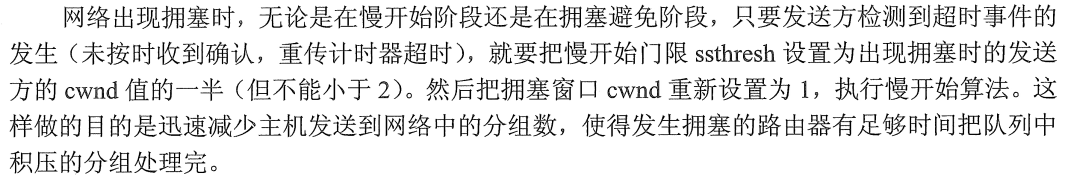 网络出现拥塞时，无论是在慢开始阶段还是在拥塞避免阶段，只要发送方检测到超时事件的
发生（未按时收到确认，重传计时器超时），就要把慢开始门限 ssthresh 设置为出现拥塞时的发送
方的 cwnd 值的一半（但不能小于 2）。然后把拥塞窗口 cwnd 重新设置为 1，执行慢开始算法。这
样做的目的是迅速减少主机发送到网络中的分组数，使得发生拥塞的路由器有足够时间把队列中
积压的分组处理完。